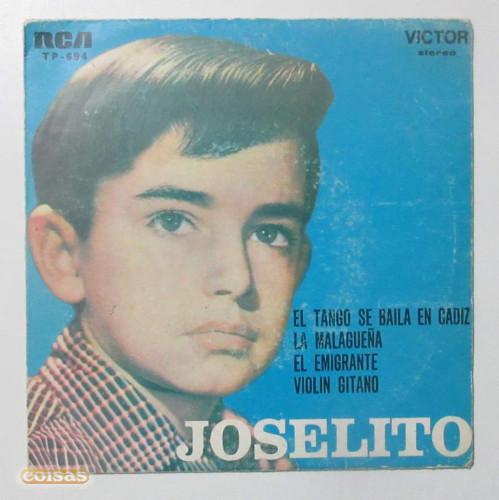 RCA
VICTOR
TP-694
stereo
EL TANGO SE BAILA EN CADIZ
LA MALAGUEÑA
EL EMIGRANTE
VIOLIN GITANO
JOSELITO
coisas